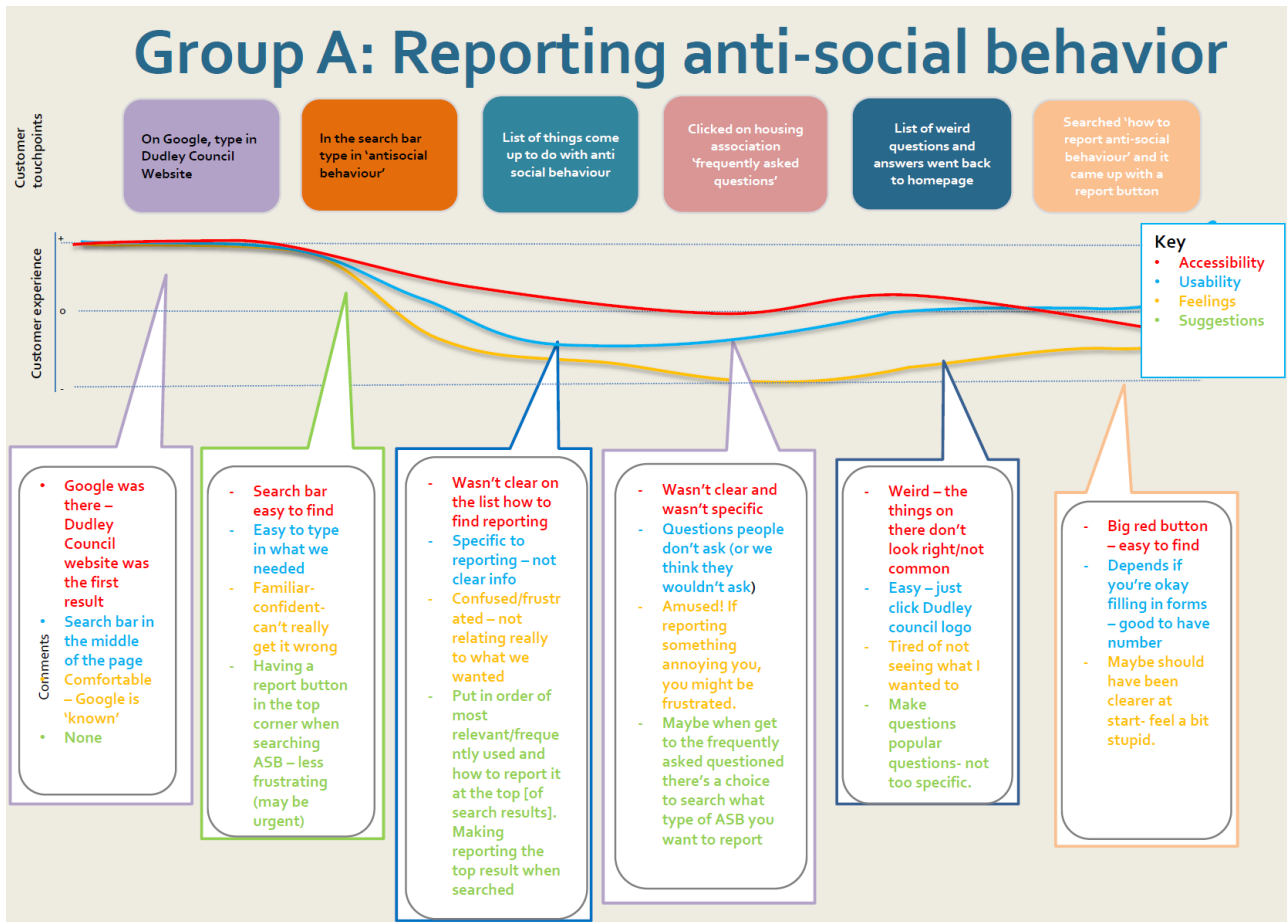 Group A: Reporting anti-social behavior
Customer
touchpoints
On Google, type in
Dudley Council
Website
In the search bar
type in ‘antisocial
behaviour’
List of things come
up to do with anti
social behaviour
Clicked on housing
association
‘frequently asked
questions’
List of weird
questions and
answers went back
to homepage
Searched ‘how to
report anti-social
behaviour’ and it
came up with a
report button
Customer experience
+
0
-
Key
• Accessibility
• Usability
• Feelings
• Suggestions
Comments
• Google was
there –
Dudley
Council
website was
the first
result
• Search bar in
the middle
of the page
• Comfortable
– Google is
‘known’
• None
- Search bar
easy to find
- Easy to type
in what we
needed
- Familiar-
confident-
can’t really
get it wrong
- Having a
report button
in the top
corner when
searching
ASB – less
frustrating
(may be
urgent)
- Wasn’t clear on
the list how to
find reporting
- Specific to
reporting – not
clear info
- Confused/frustr
ated – not
relating really
to what we
wanted
- Put in order of
most
relevant/freque
ntly used and
how to report it
at the top [of
search results].
Making
reporting the
top result when
searched
- Wasn’t clear and
wasn’t specific
- Questions people
don’t ask (or we
think they
wouldn’t ask)
- Amused! If
reporting
something
annoying you,
you might be
frustrated.
- Maybe when get
to the frequently
asked questioned
there’s a choice
to search what
type of ASB you
want to report
- Weird – the
things on
there don’t
look right/not
common
- Easy – just
click Dudley
council logo
- Tired of not
seeing what I
wanted to
- Make
questions
popular
questions- not
too specific.
- Big red button
– easy to find
- Depends if
you’re okay
filling in forms
– good to have
number
- Maybe should
have been
clearer at
start- feel a bit
stupid.